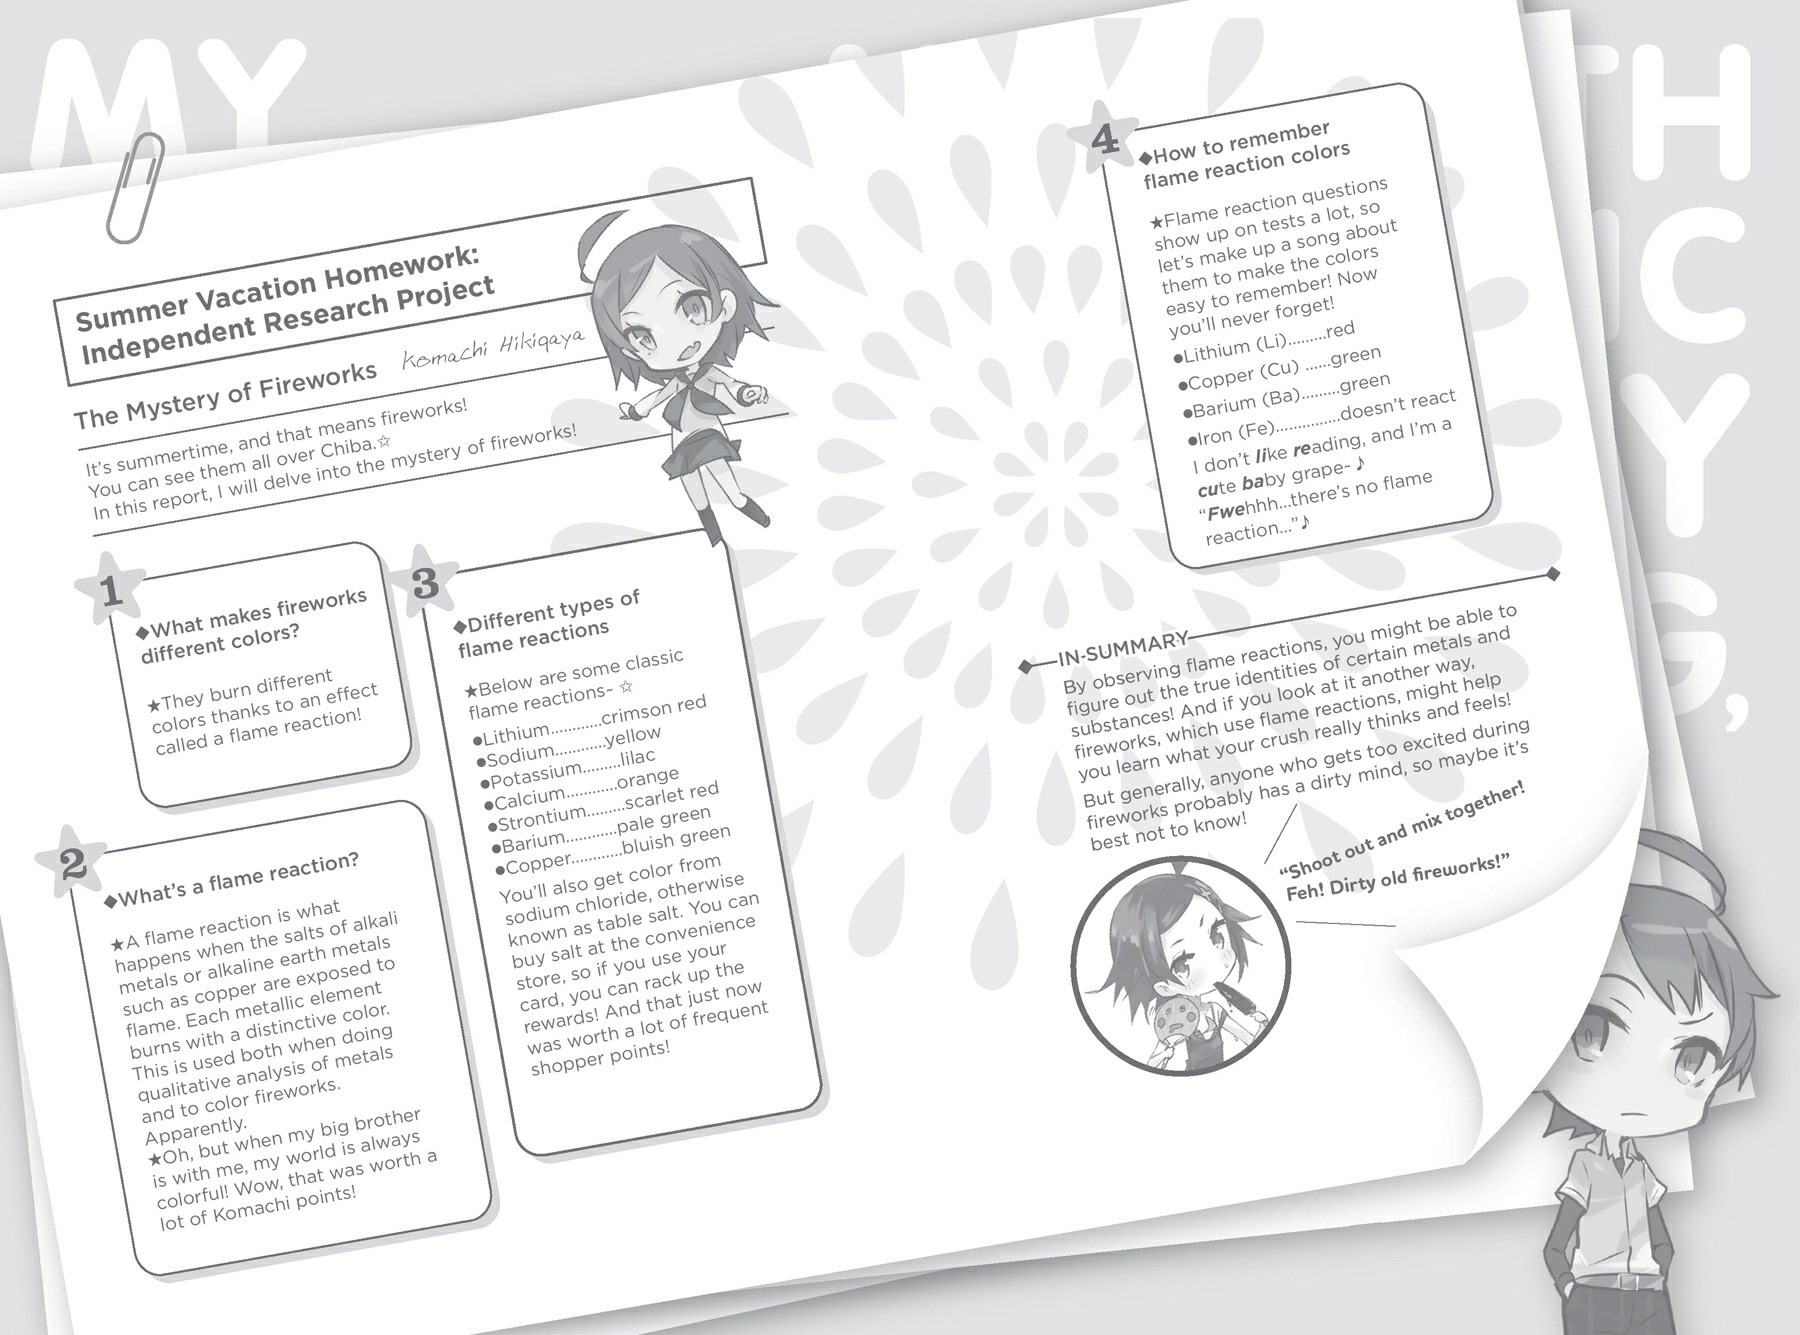 MY
TH
CY
G,
Summer Vacation Homework:
Independent Research Project
The Mystery of Fireworks Komachi Hikigaya
It's summertime, and that means fireworks!
You can see them all over Chiba.☆
In this report, I will delve into the mystery of fireworks!
1
◆What makes fireworks
different colors?
★They burn different
colors thanks to an effect
called a flame reaction!
2
◆What's a flame reaction?
★A flame reaction is what
happens when the salts of alkali
metals or alkaline earth metals
such as copper are exposed to
flame. Each metallic element
burns with a distinctive color.
This is used both when doing
qualitative analysis of metals
and to color fireworks.
Apparently.
★Oh, but when my big brother
is with me, my world is always
colorful! Wow, that was worth a
lot of Komachi points!
3
◆Different types of
flame reactions
★Below are some classic
flame reactions~ ☆
●Lithium...........crimson red
●Sodium...........yellow
●Potassium........lilac
●Calcium...........orange
●Strontium........scarlet red
●Barium...........pale green
●Copper...........bluish green
You'll also get color from
sodium chloride, otherwise
known as table salt. You can
buy salt at the convenience
store, so if you use your
card, you can rack up the
rewards! And that just now
was worth a lot of frequent
shopper points!
4
◆How to remember
flame reaction colors
★Flame reaction questions
show up on tests a lot, so
let's make up a song about
them to make the colors
easy to remember! Now
you'll never forget!
●Lithium (Li).........red
●Copper (Cu) ......green
●Barium (Ba).........green
●Iron (Fe)...............doesn't react
I don't like reading, and I'm a
cute baby grape~♪
"Fwehhh...there's no flame
reaction..."♪
IN-SUMMARY
By observing flame reactions, you might be able to
figure out the true identities of certain metals and
substances! And if you look at it another way,
fireworks, which use flame reactions, might help
you learn what your crush really thinks and feels!
But generally, anyone who gets too excited during
fireworks probably has a dirty mind, so maybe it's
best not to know!
"Shoot out and mix together!
Feh! Dirty old fireworks!"